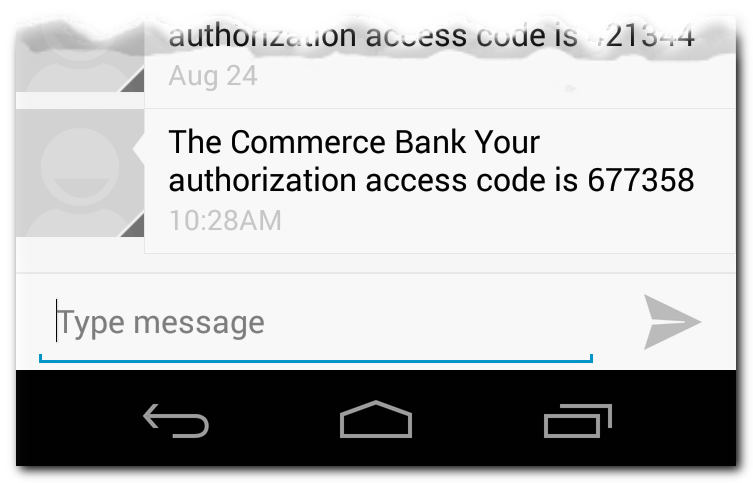 authorization access code is 421344
Aug 24
The Commerce Bank Your
authorization access code is 677358
10:28AM
Type message